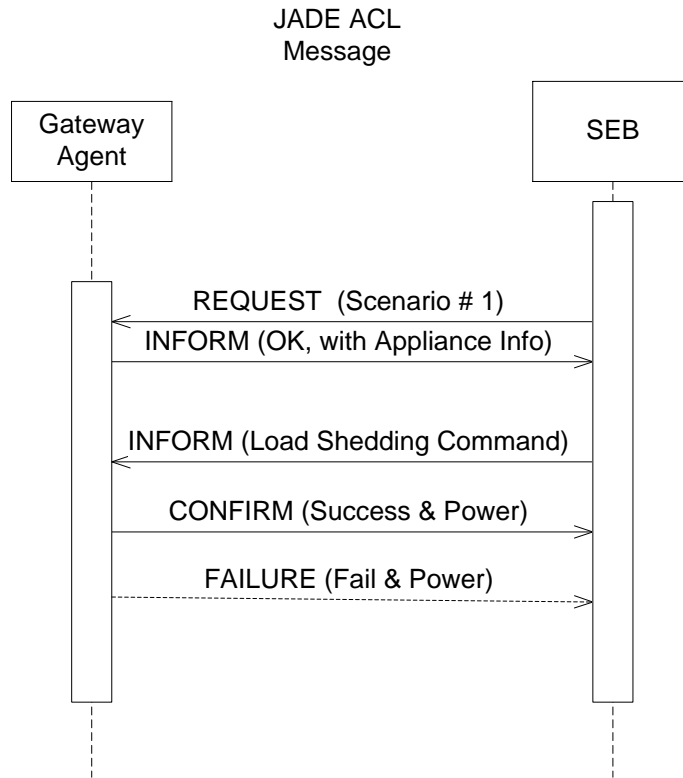 JADE ACL
Message
Gateway
Agent
SEB
REQUEST (Scenario # 1)
INFORM (OK, with Appliance Info)
INFORM (Load Shedding Command)
CONFIRM (Success & Power)
FAILURE (Fail & Power)